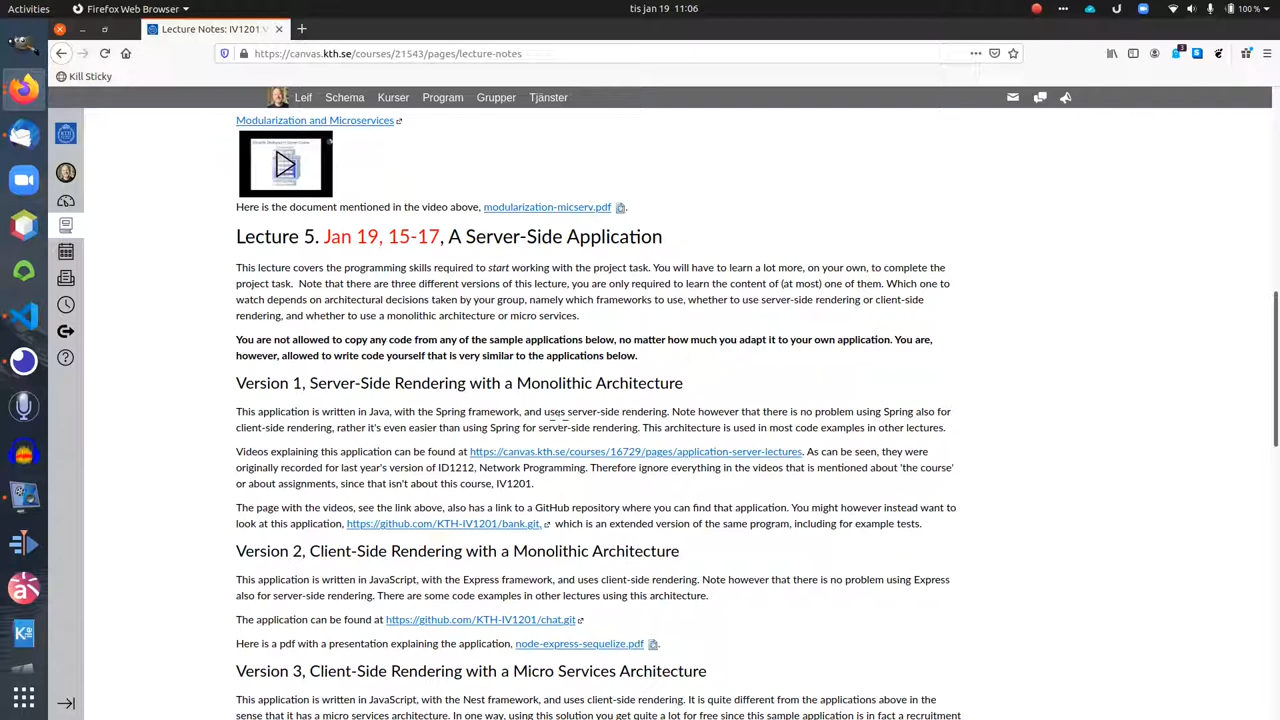 Activities
Firefox Web Browser
tis jan 19 11:06
100 %
Lecture Notes: IV1201 V
https://canvas.kth.se/courses/21543/pages/lecture-notes
3
Kill Sticky
Leif Schema Kurser Program Grupper Tjänster
Modularization and Microservices
Here is the document mentioned in the video above, modularization-micserv.pdf .
Lecture 5. Jan 19, 15-17, A Server-Side Application
This lecture covers the programming skills required to start working with the project task. You will have to learn a lot more, on your own, to complete the
project task. Note that there are three different versions of this lecture, you are only required to learn the content of (at most) one of them. Which one to
watch depends on architectural decisions taken by your group, namely which frameworks to use, whether to use server-side rendering or client-side
rendering, and whether to use a monolithic architecture or micro services.
You are not allowed to copy any code from any of the sample applications below, no matter how much you adapt it to your own application. You are,
however, allowed to write code yourself that is very similar to the applications below.
Version 1, Server-Side Rendering with a Monolithic Architecture
This application is written in Java, with the Spring framework, and uses server-side rendering. Note however that there is no problem using Spring also for
client-side rendering, rather it's even easier than using Spring for server-side rendering. This architecture is used in most code examples in other lectures.
Videos explaining this application can be found at https://canvas.kth.se/courses/16729/pages/application-server-lectures. As can be seen, they were
originally recorded for last year's version of ID1212, Network Programming. Therefore ignore everything in the videos that is mentioned about 'the course'
or about assignments, since that isn't about this course, IV1201.
The page with the videos, see the link above, also has a link to a GitHub repository where you can find that application. You might however instead want to
look at this application, https://github.com/KTH-IV1201/bank.git, which is an extended version of the same program, including for example tests.
Version 2, Client-Side Rendering with a Monolithic Architecture
This application is written in JavaScript, with the Express framework, and uses client-side rendering. Note however that there is no problem using Express
also for server-side rendering. There are some code examples in other lectures using this architecture.
The application can be found at https://github.com/KTH-IV1201/chat.git
Here is a pdf with a presentation explaining the application, node-express-sequelize.pdf .
Version 3, Client-Side Rendering with a Micro Services Architecture
This application is written in JavaScript, with the Nest framework, and uses client-side rendering. It is quite different from the applications above in the
sense that it has a micro services architecture. In one way, using this solution you get quite a lot for free since this sample application is in fact a recruitment